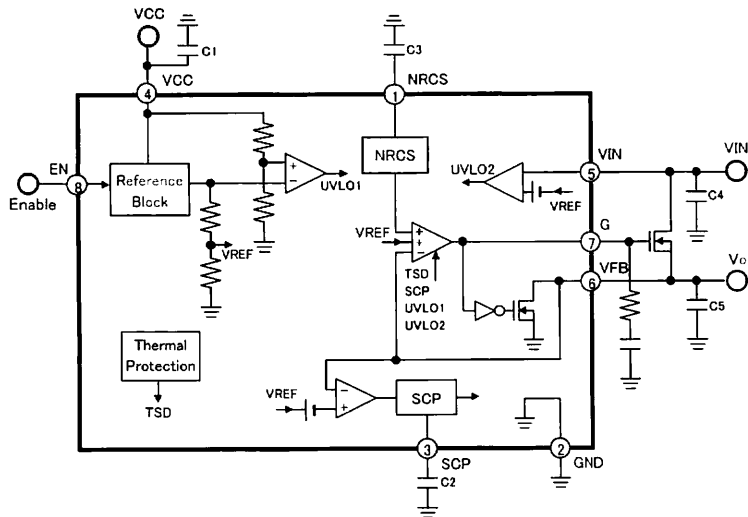 VCC
C1
VCC
4
C3
NRCS
1
NRCS
EN
8
Enable
Reference
Block
UVLO1
VREF
UVLO2
VREF
VIN
5
VIN
C4
VREF
TSD
SCP
UVLO1
UVLO2
G
7
VFB
6
Vo
C5
Thermal
Protection
TSD
VREF
SCP
3
SCP
C2
2
GND